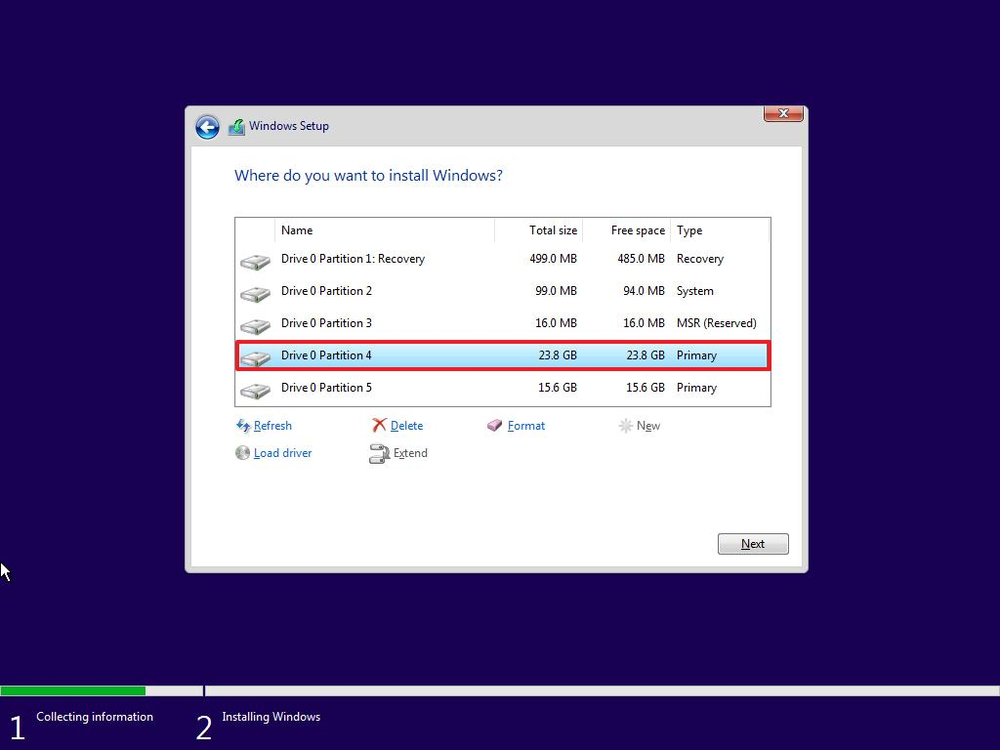 Windows Setup
Where do you want to install Windows?
Name Total size Free space Type
Drive 0 Partition 1: Recovery 499.0 MB 485.0 MB Recovery
Drive 0 Partition 2 99.0 MB 94.0 MB System
Drive 0 Partition 3 16.0 MB 16.0 MB MSR (Reserved)
Drive 0 Partition 4 23.8 GB 23.8 GB Primary
Drive 0 Partition 5 15.6 GB 15.6 GB Primary
Refresh Delete Format New
Load driver Extend
Next
1 Collecting information 2 Installing Windows